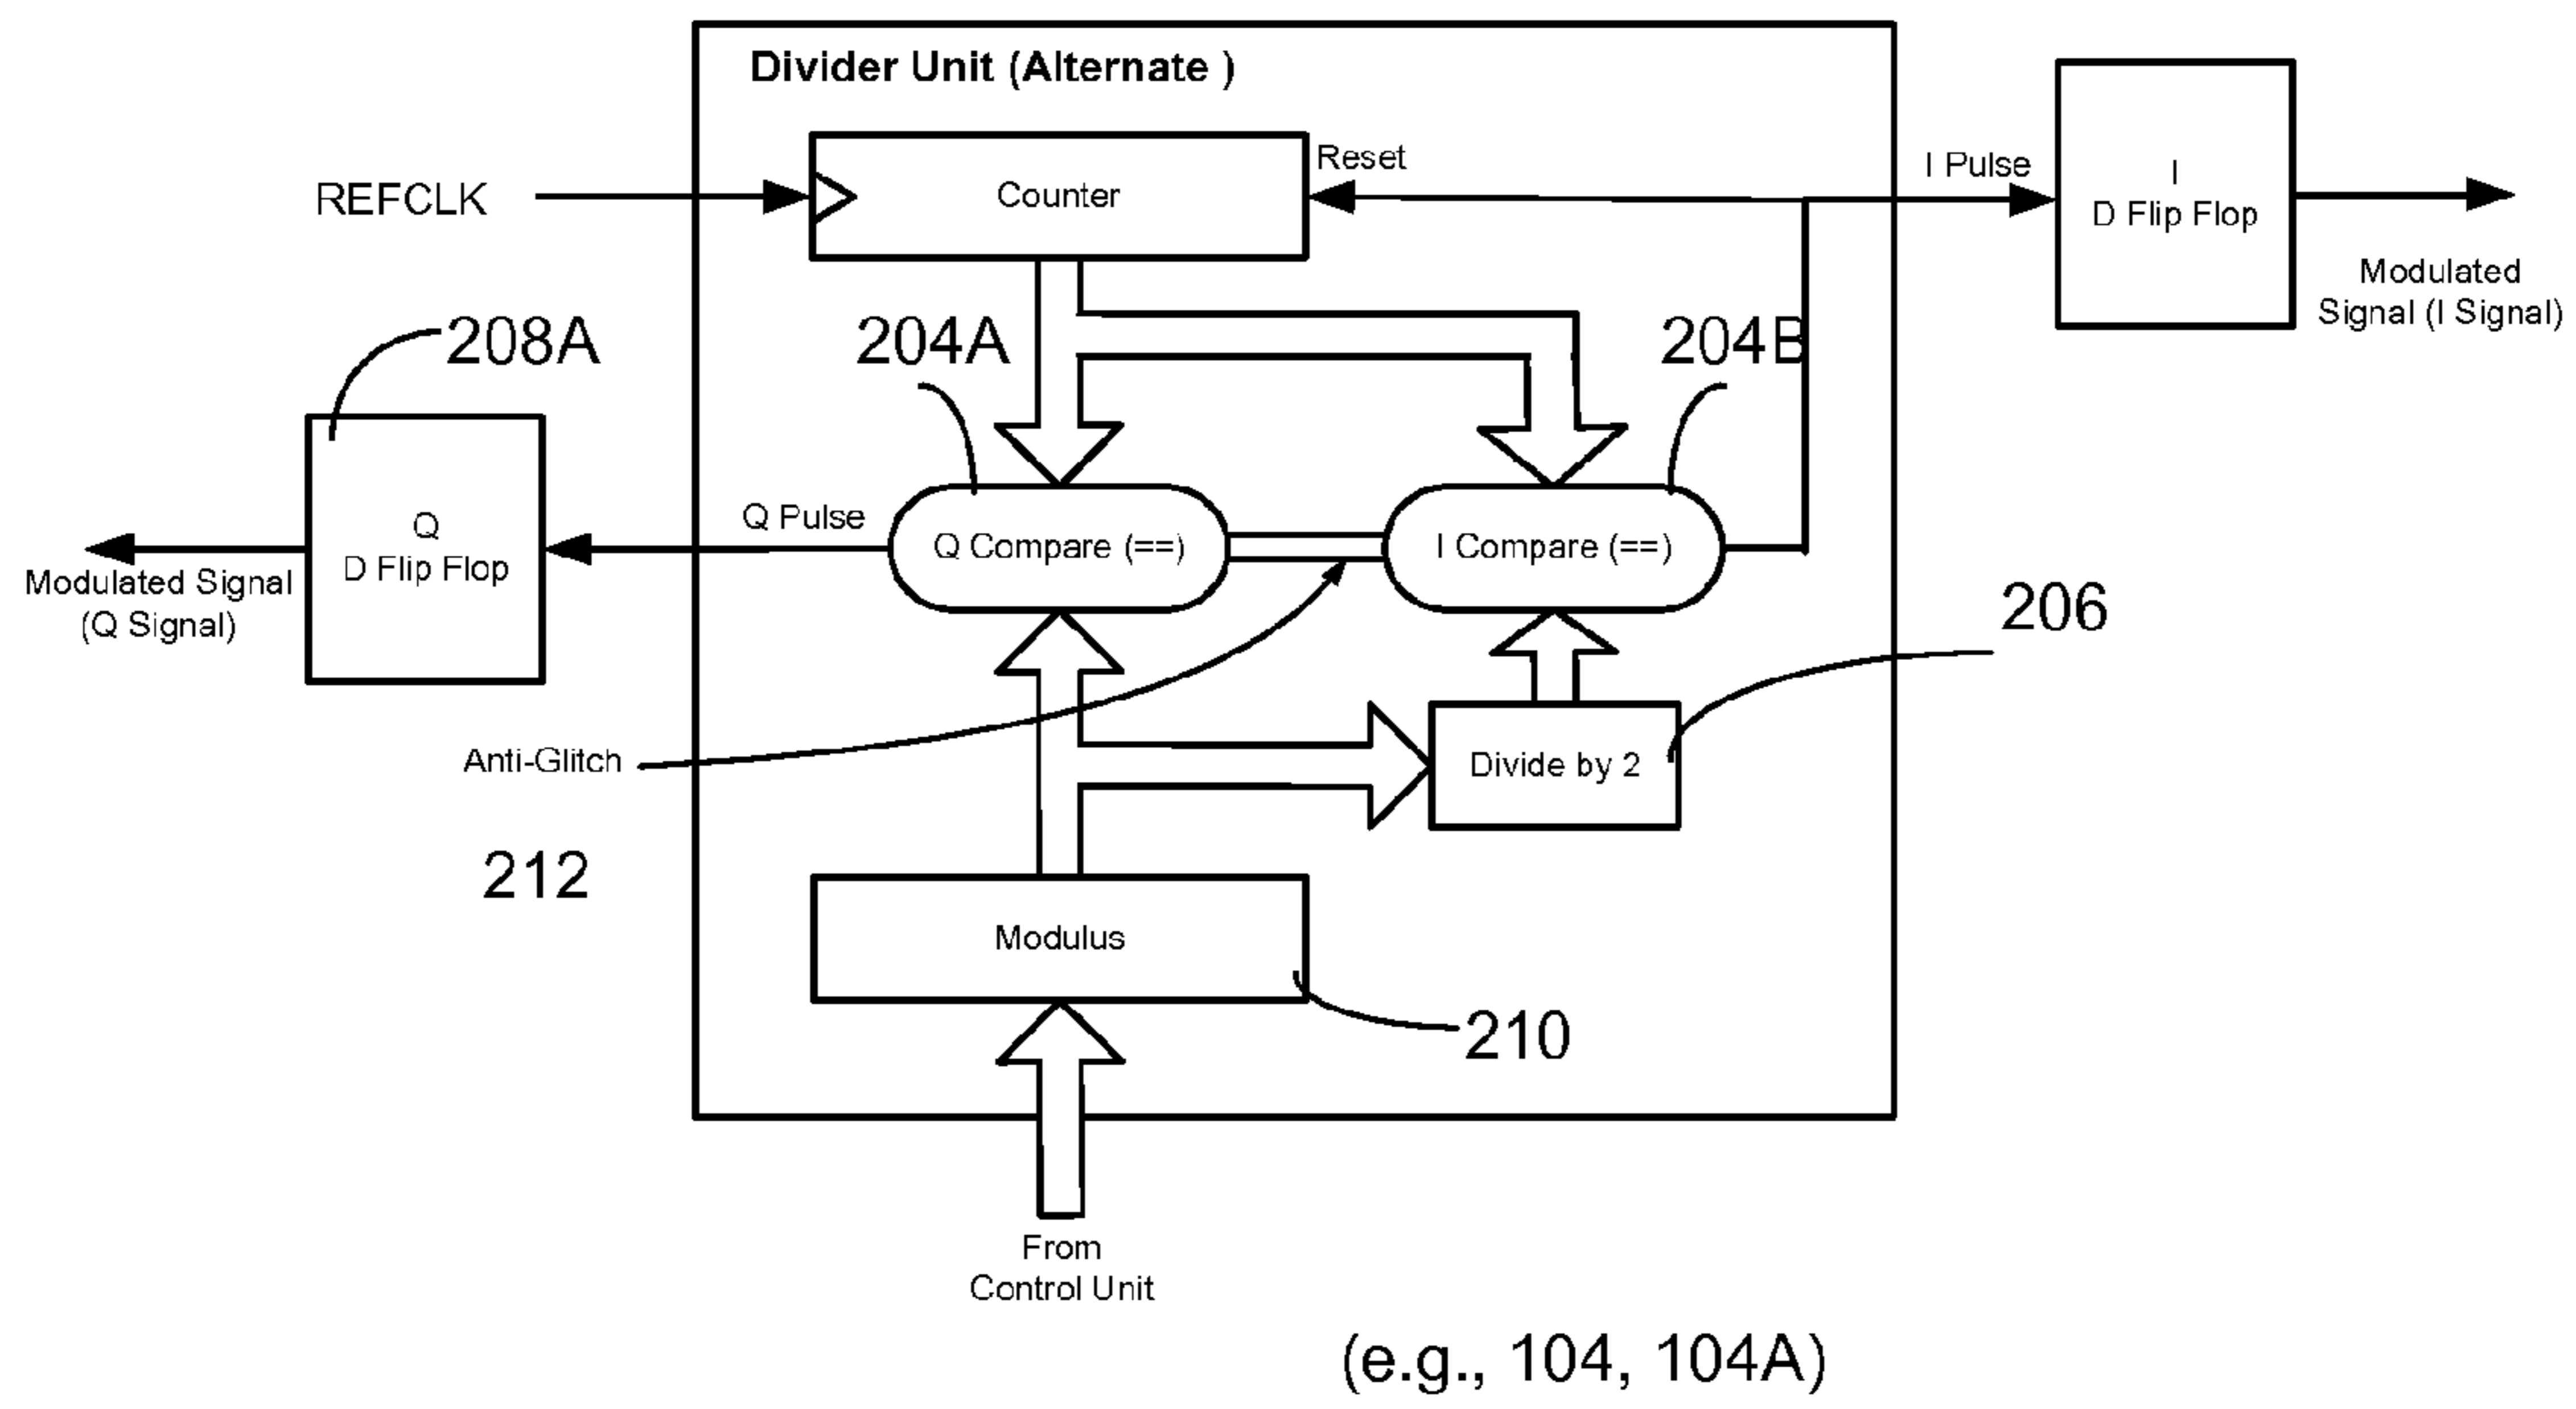 Divider Unit (Alternate )
REFCLK
Counter
Reset
I Pulse
I
D Flip Flop
Modulated
Signal (I Signal)
208A
204A
204B
Q
D Flip Flop
Q Pulse
Q Compare (==)
I Compare (==)
Modulated Signal
(Q Signal)
206
Anti-Glitch
Divide by 2
212
Modulus
210
From
Control Unit
(e.g., 104, 104A)